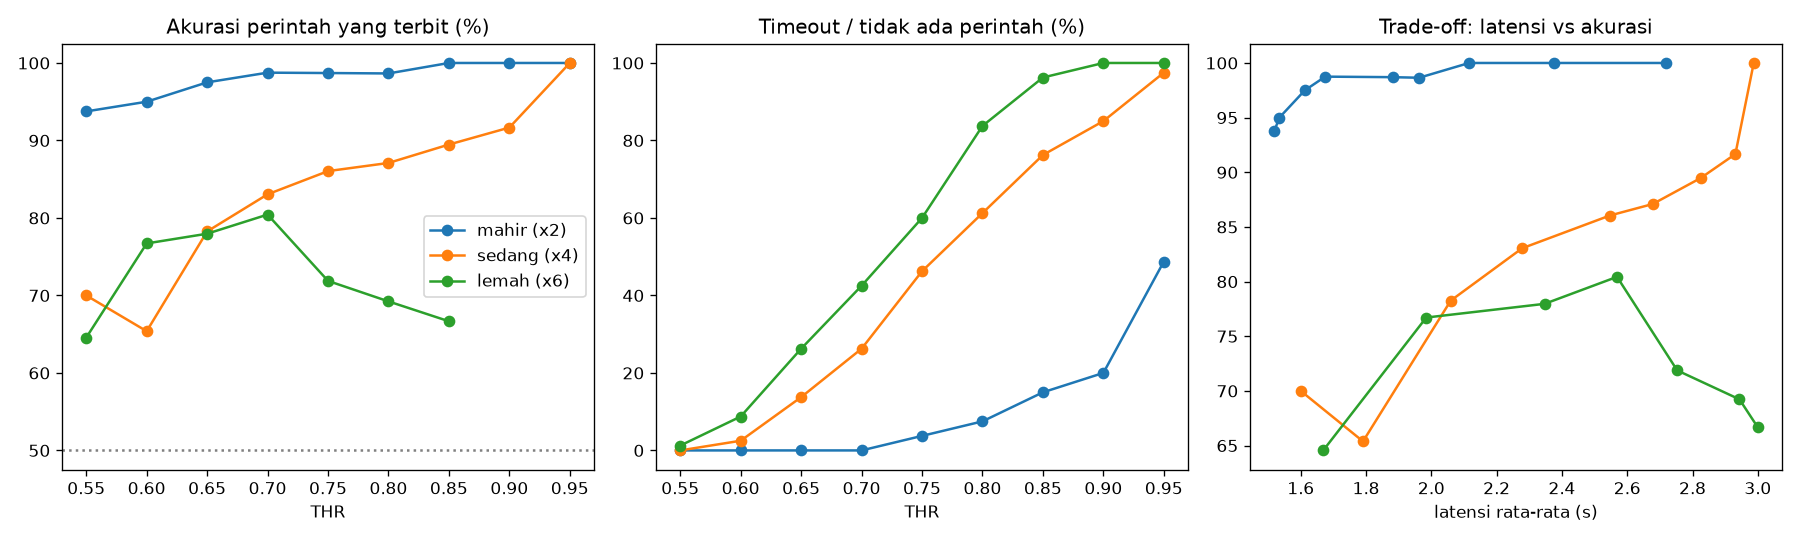 Akurasi perintah yang terbit (%)
100
90
80
70
60
50
0.55 0.60 0.65 0.70 0.75 0.80 0.85 0.90 0.95
THR
mahir (x2)
sedang (x4)
lemah (x6)
Timeout / tidak ada perintah (%)
100
80
60
40
20
0
0.55 0.60 0.65 0.70 0.75 0.80 0.85 0.90 0.95
THR
Trade-off: latensi vs akurasi
100
95
90
85
80
75
70
65
1.6 1.8 2.0 2.2 2.4 2.6 2.8 3.0
latensi rata-rata (s)